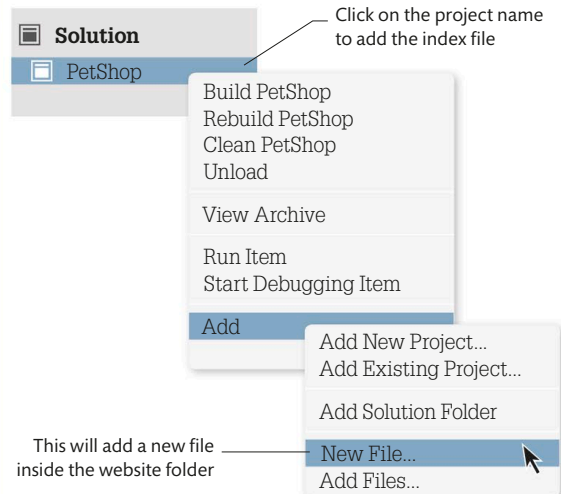 Click on the project name
to add the index file
Solution
PetShop
Build PetShop
Rebuild PetShop
Clean PetShop
Unload
View Archive
Run Item
Start Debugging Item
Add
Add New Project...
Add Existing Project...
Add Solution Folder
This will add a new file
inside the website folder
New File...
Add Files...